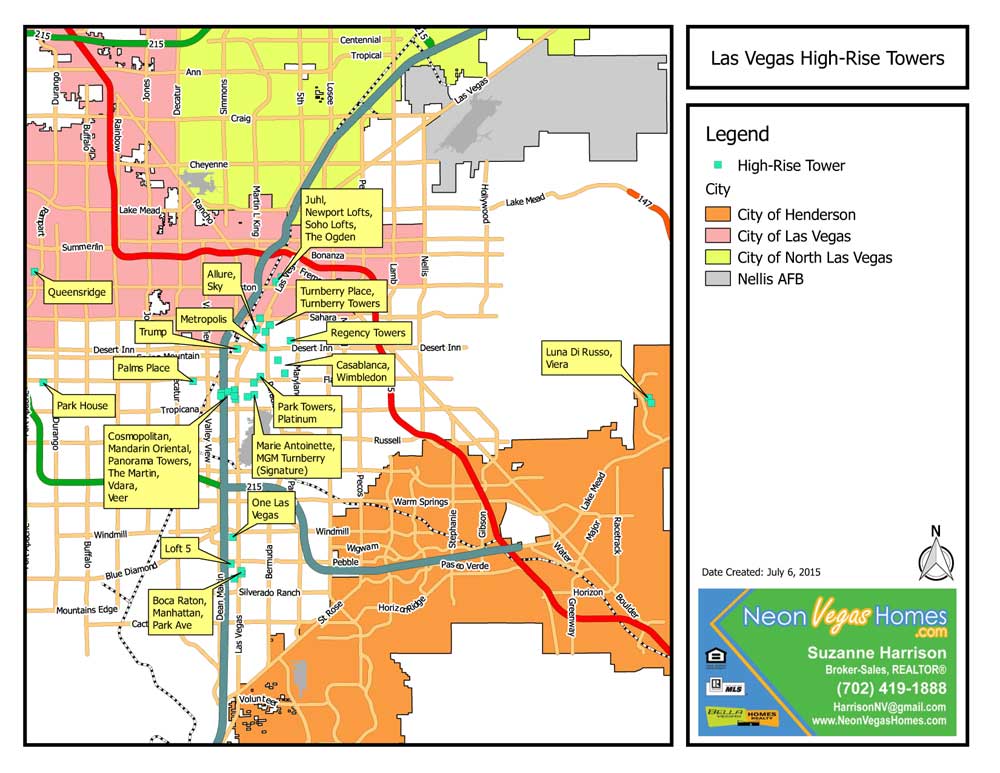 215
215
215
Centennial
Tropical
Ann
Durango
Jones
Decatur
Simmons
5th
Losee
Las Vegas
Buffalo
Rainbow
Craig
Cheyenne
Martin L King
Rancho
Lake Mead
Hollywood
Lake Mead
147
Rampart
Summerlin
Bonanza
Lamb
Nellis
Juhl,
Newport Lofts,
Soho Lofts,
The Ogden
Queensridge
Allure,
Sky
Turnberry Place,
Turnberry Towers
Metropolis
Sahara
Trump
Regency Towers
Desert Inn
Desert Inn
Desert Inn
Palms Place
Casablanca,
Wimbledon
Luna Di Russo,
Viera
Park House
Tropicana
Park Towers,
Platinum
Durango
Valley View
Russell
Cosmopolitan,
Mandarin Oriental,
Panorama Towers,
The Martin,
Vdara,
Veer
Marie Antoinette,
MGM Turnberry
(Signature)
215
Pecos
One Las
Vegas
Warm Springs
Stephanie
Gibson
Lake Mead
Major
Racetrack
Water
Windmill
Windmill
Wigwam
Pebble
Paseo Verde
Loft 5
Buffalo
Blue Diamond
Bermuda
Dean Martin
Silverado Ranch
Boca Raton,
Manhattan,
Park Ave
Mountains Edge
St Rose
Horizon Ridge
Horizon
Boulder
Greenway
Las Vegas
Volunteer
Las Vegas High-Rise Towers
Legend
High-Rise Tower
City
City of Henderson
City of Las Vegas
City of North Las Vegas
Nellis AFB
N
Date Created: July 6, 2015
Neon Vegas Homes
.com
Suzanne Harrison
Broker-Sales, REALTOR®
(702) 419-1888
HarrisonNV@gmail.com
www.NeonVegasHomes.com
MLS
BELLA
VEGAS
HOMES
REALTY